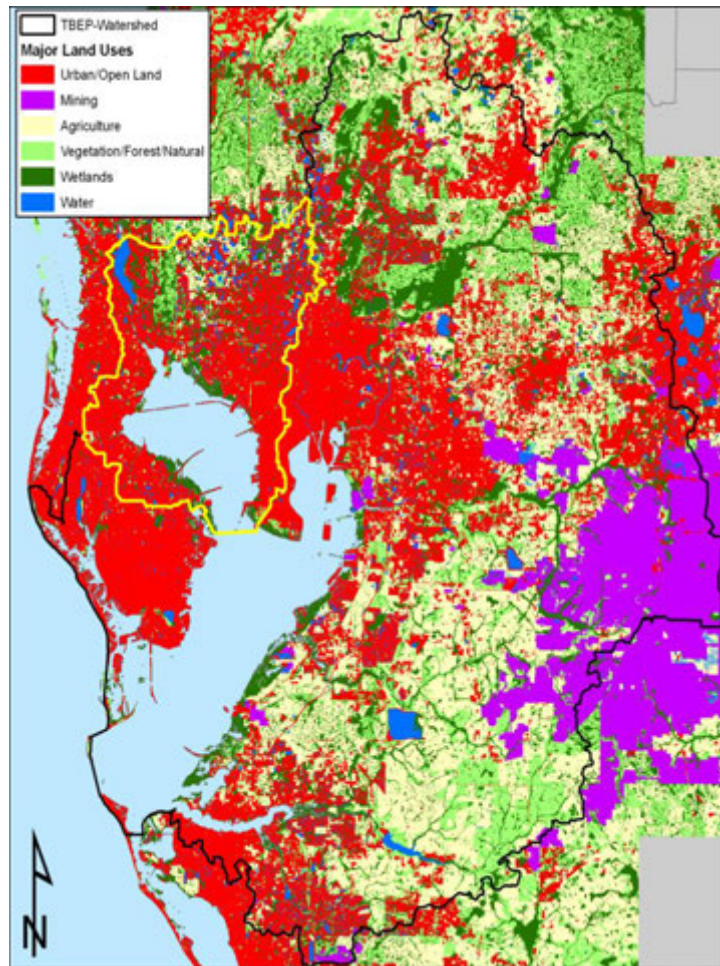 TBEP-Watershed
Major Land Uses
Urban/Open Land
Mining
Agriculture
Vegetation/Forest/Natural
Wetlands
Water
N